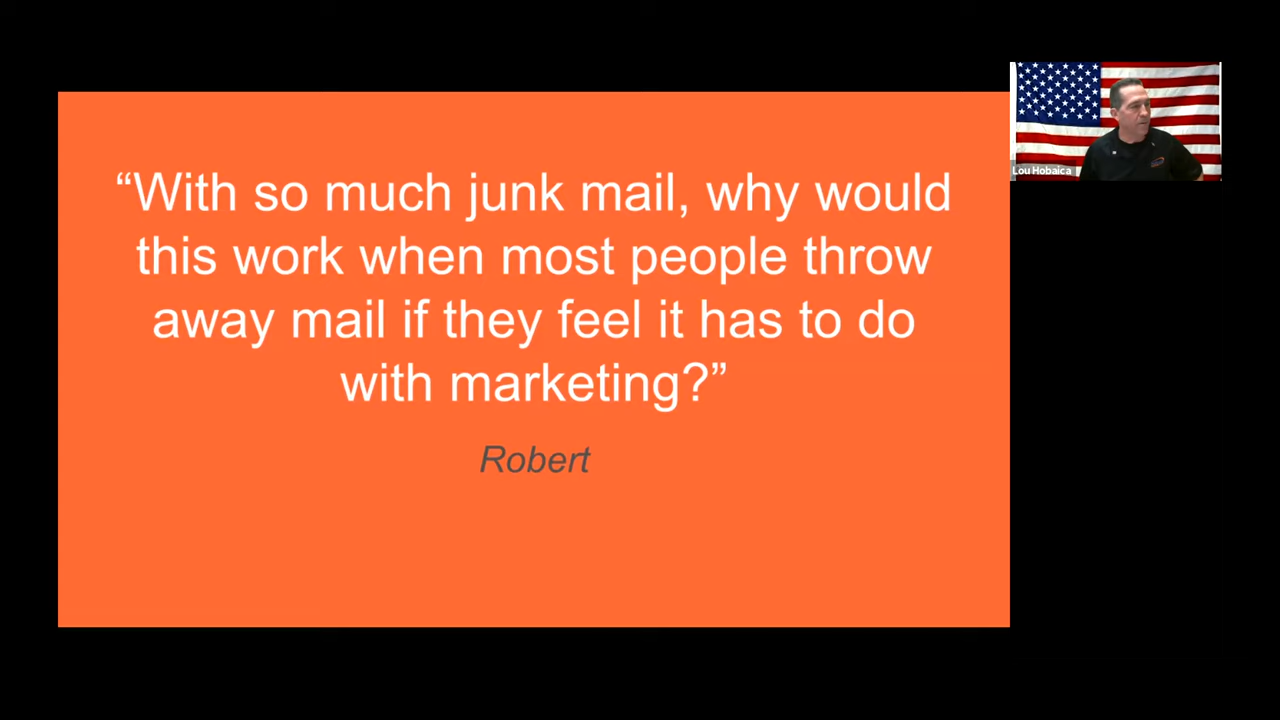 “With so much junk mail, why would
this work when most people throw
away mail if they feel it has to do
with marketing?”
Robert
Lou Hobaica